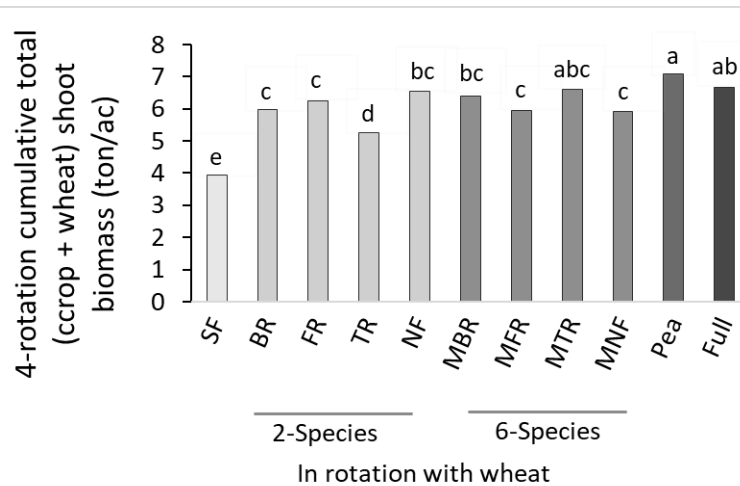 4-rotation cumulative total
(ccrop + wheat) shoot
biomass (ton/ac)
8
7
6
5
4
3
2
1
0
e
c
c
d
bc
bc
c
abc
c
a
ab
SF
BR
FR
TR
NF
MBR
MFR
MTR
MNF
Pea
Full
2-Species
6-Species
In rotation with wheat